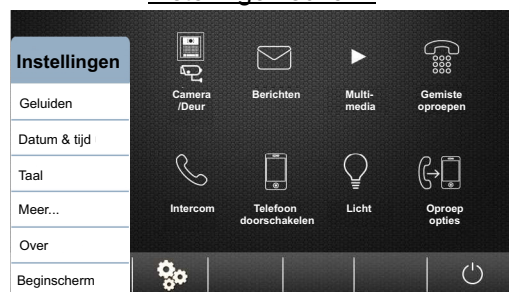 Instellingen
Geluiden
Datum & tijd
Taal
Meer...
Over
Beginscherm
Camera
/Deur
Berichten
Multi-
media
Gemiste
oproepen
Intercom
Telefoon
doorschakelen
Licht
Oproep
opties